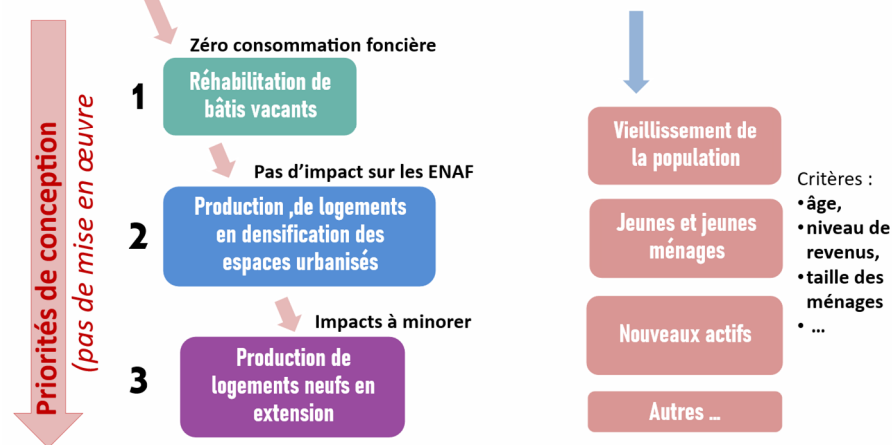 Priorités de conception
(pas de mise en œuvre
Zéro consommation foncière
1
Réhabilitation de
bâtis vacants
Pas d’impact sur les ENAF
2
Production ,de logements
en densification des
espaces urbanisés
Impacts à minorer
3
Production de
logements neufs en
extension
Vieillissement de
la population
Jeunes et jeunes
ménages
Nouveaux actifs
Autres ...
Critères :
• âge,
• niveau de
revenus,
• taille des
ménages
• ...